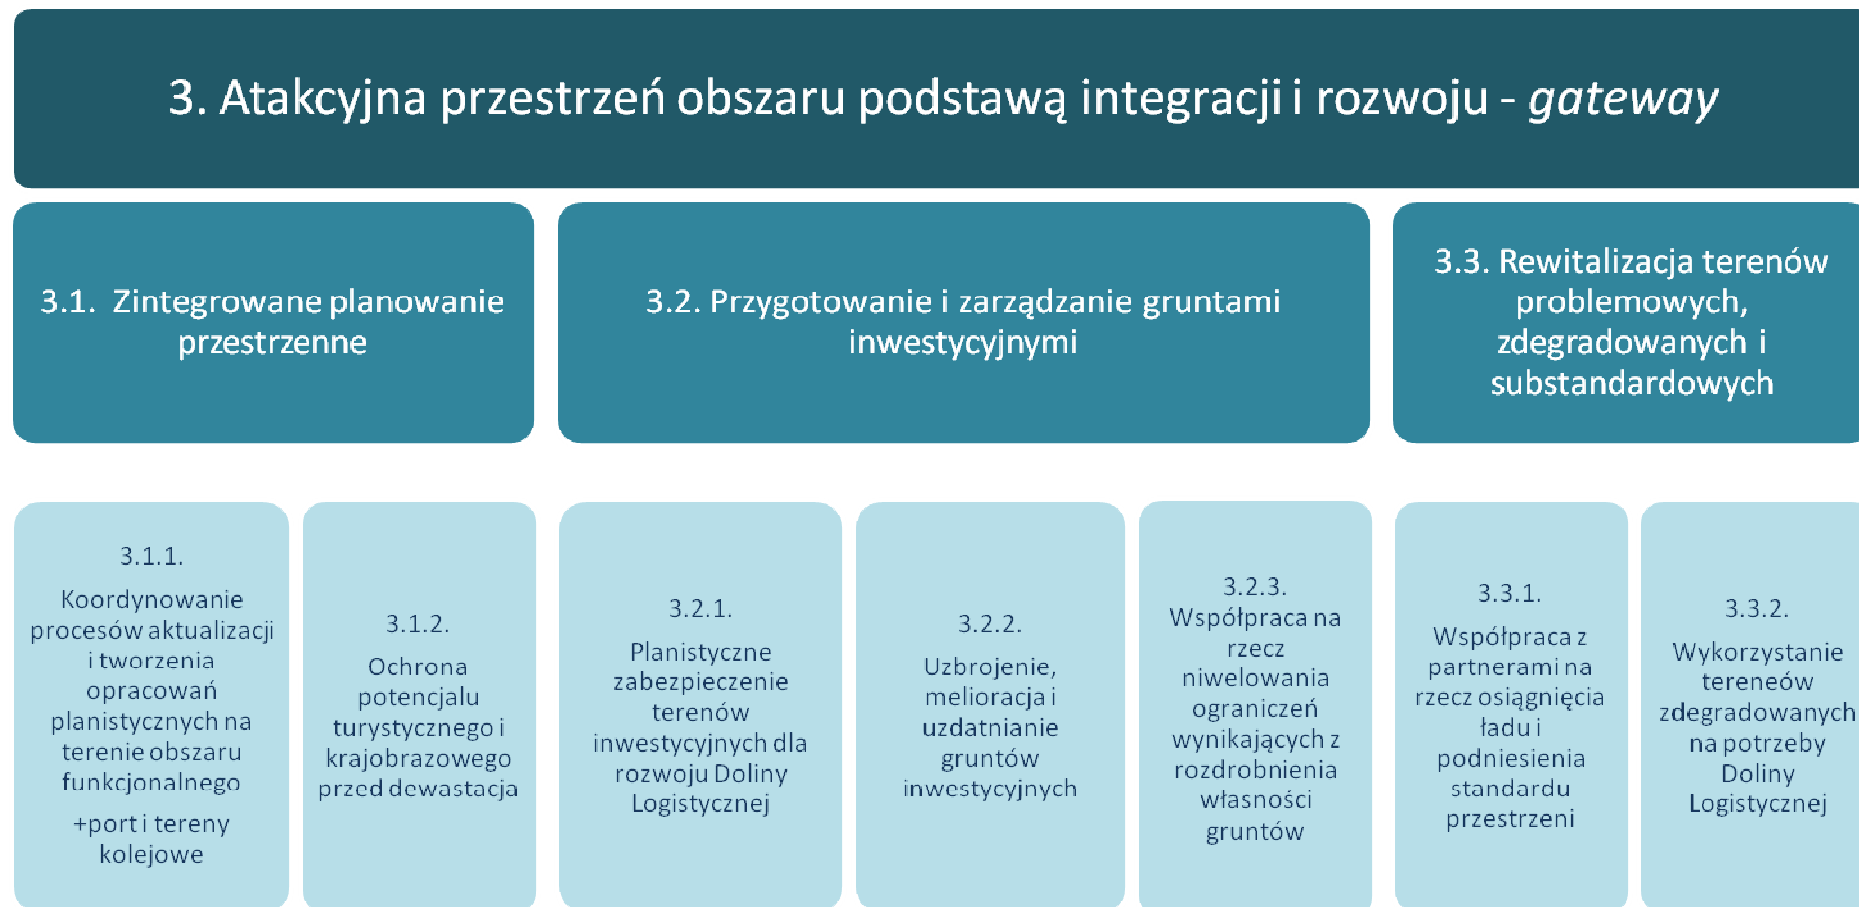 3. Atakcyjna przestrzeń obszaru podstawą integracji i rozwoju - gateway
3.1. Zintegrowane planowanie
przestrzenne
3.2. Przygotowanie i zarządzanie gruntami
inwestycyjnymi
3.3. Rewitalizacja terenów
problemowych,
zdegradowanych i
substandardowych
3.1.1.
Koordynowanie
procesów aktualizacji
i tworzenia
opracowań
planistycznych na
terenie obszaru
funkcjonalnego
+port i tereny
kolejowe
3.1.2.
Ochrona
potencjalu
turystycznego i
krajobrazowego
przed dewastacja
3.2.1.
Planistyczne
zabezpieczenie
terenów
inwestycyjnych dla
rozwoju Doliny
Logistycznej
3.2.2.
Uzbrojenie,
melioracja i
uzdatnianie
gruntów
inwestycyjnych
3.2.3.
Współpraca na
rzecz
niwelowania
ograniczeń
wynikających z
rozdrobnienia
własności
gruntów
3.3.1.
Współpraca z
partnerami na
rzecz osiągnięcia
ładu i
podniesienia
standardu
przestrzeni
3.3.2.
Wykorzystanie
tereneów
zdegradowanych
na potrzeby
Doliny
Logistycznej